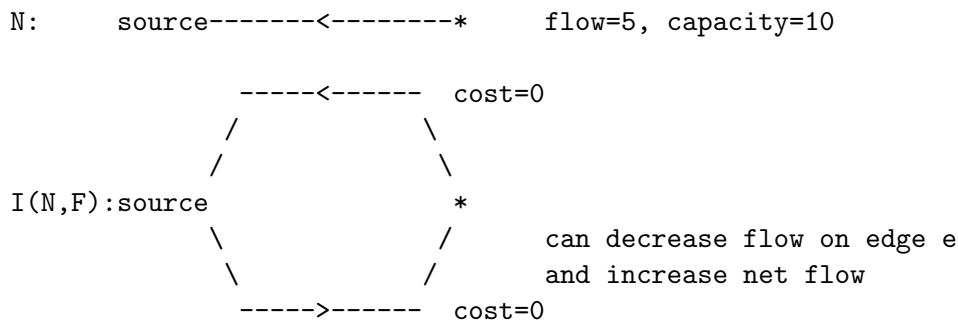 N: source-------<--------* flow=5, capacity=10
-----<------ cost=0
/ \
/ \
I(N,F):source *
\ / can decrease flow on edge e
\ / and increase net flow
----->------ cost=0